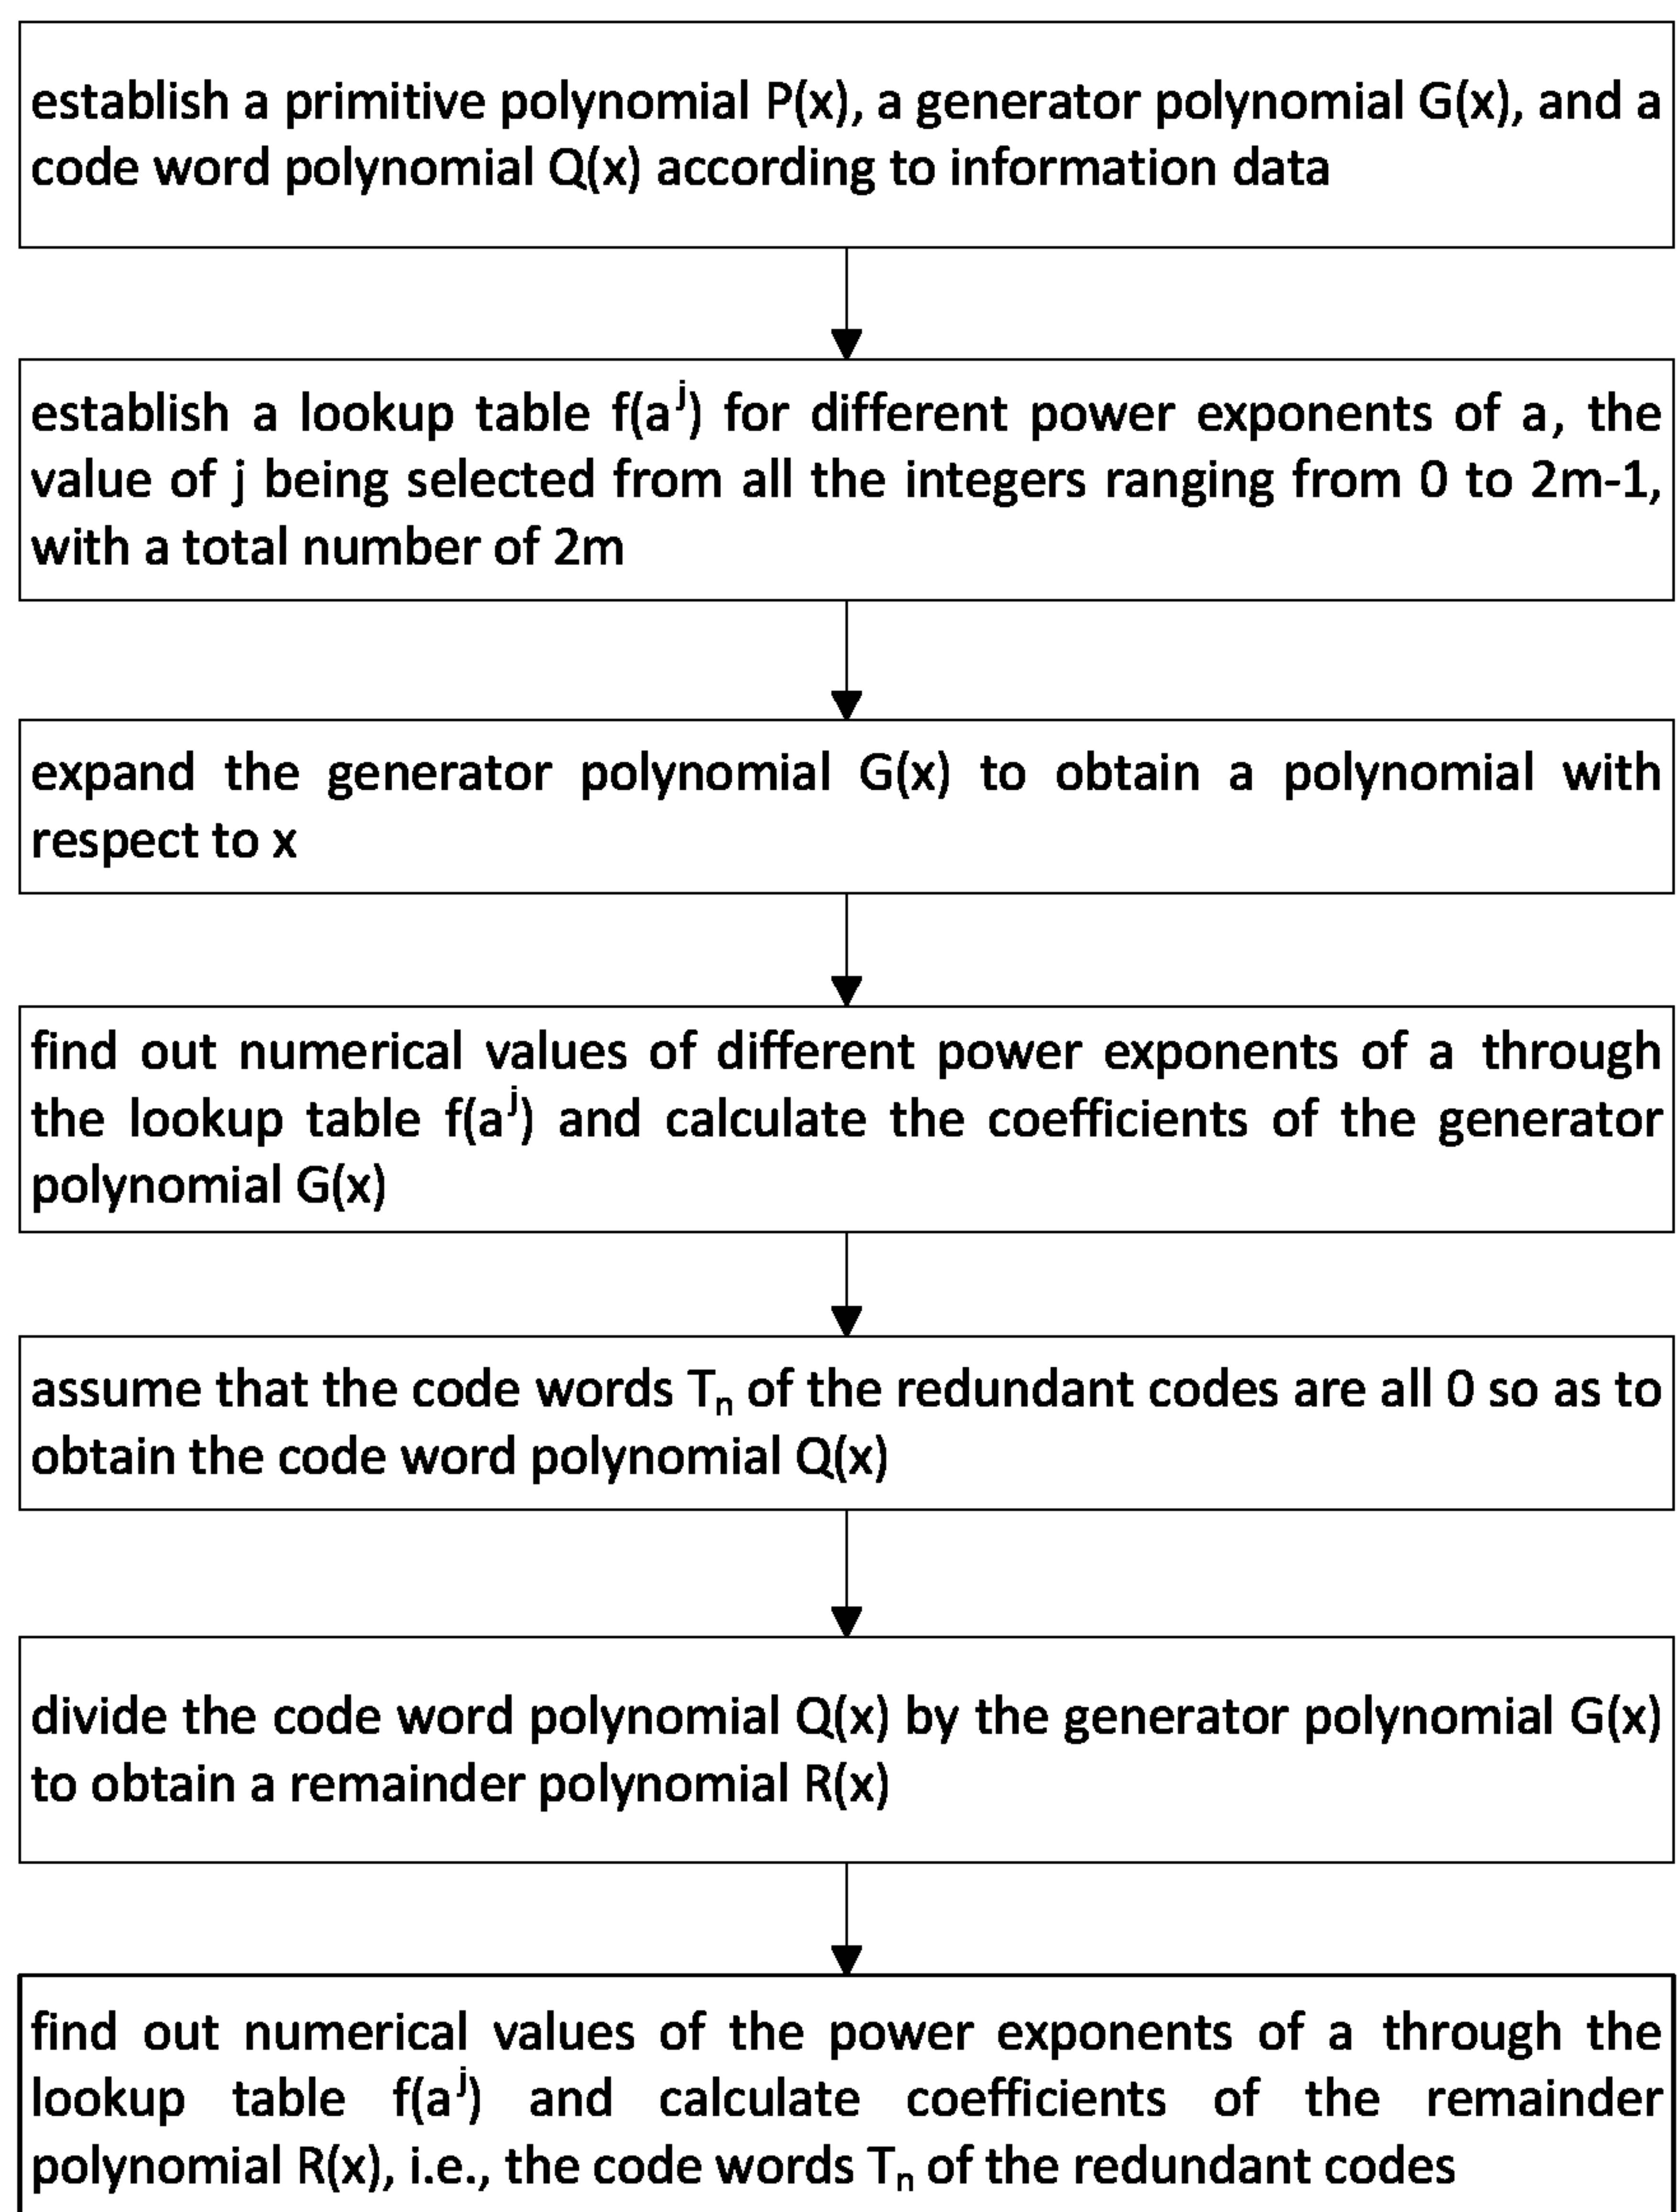 establish a primitive polynomial P(x), a generator polynomial G(x), and a
code word polynomial Q(x) according to information data
establish a lookup table f(a^j) for different power exponents of a, the
value of j being selected from all the integers ranging from 0 to 2m-1,
with a total number of 2m
expand the generator polynomial G(x) to obtain a polynomial with
respect to x
find out numerical values of different power exponents of a through
the lookup table f(a^j) and calculate the coefficients of the generator
polynomial G(x)
assume that the code words T_n of the redundant codes are all 0 so as to
obtain the code word polynomial Q(x)
divide the code word polynomial Q(x) by the generator polynomial G(x)
to obtain a remainder polynomial R(x)
find out numerical values of the power exponents of a through the
lookup table f(a^j) and calculate coefficients of the remainder
polynomial R(x), i.e., the code words T_n of the redundant codes